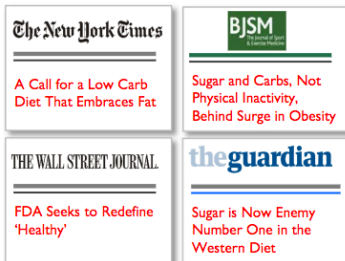 The New York Times
A Call for a Low Carb
Diet That Embraces Fat
BJSM
The Journal of Sport
& Exercise Medicine
Sugar and Carbs, Not
Physical Inactivity,
Behind Surge in Obesity
THE WALL STREET JOURNAL.
FDA Seeks to Redefine
‘Healthy’
theguardian
Sugar is Now Enemy
Number One in the
Western Diet